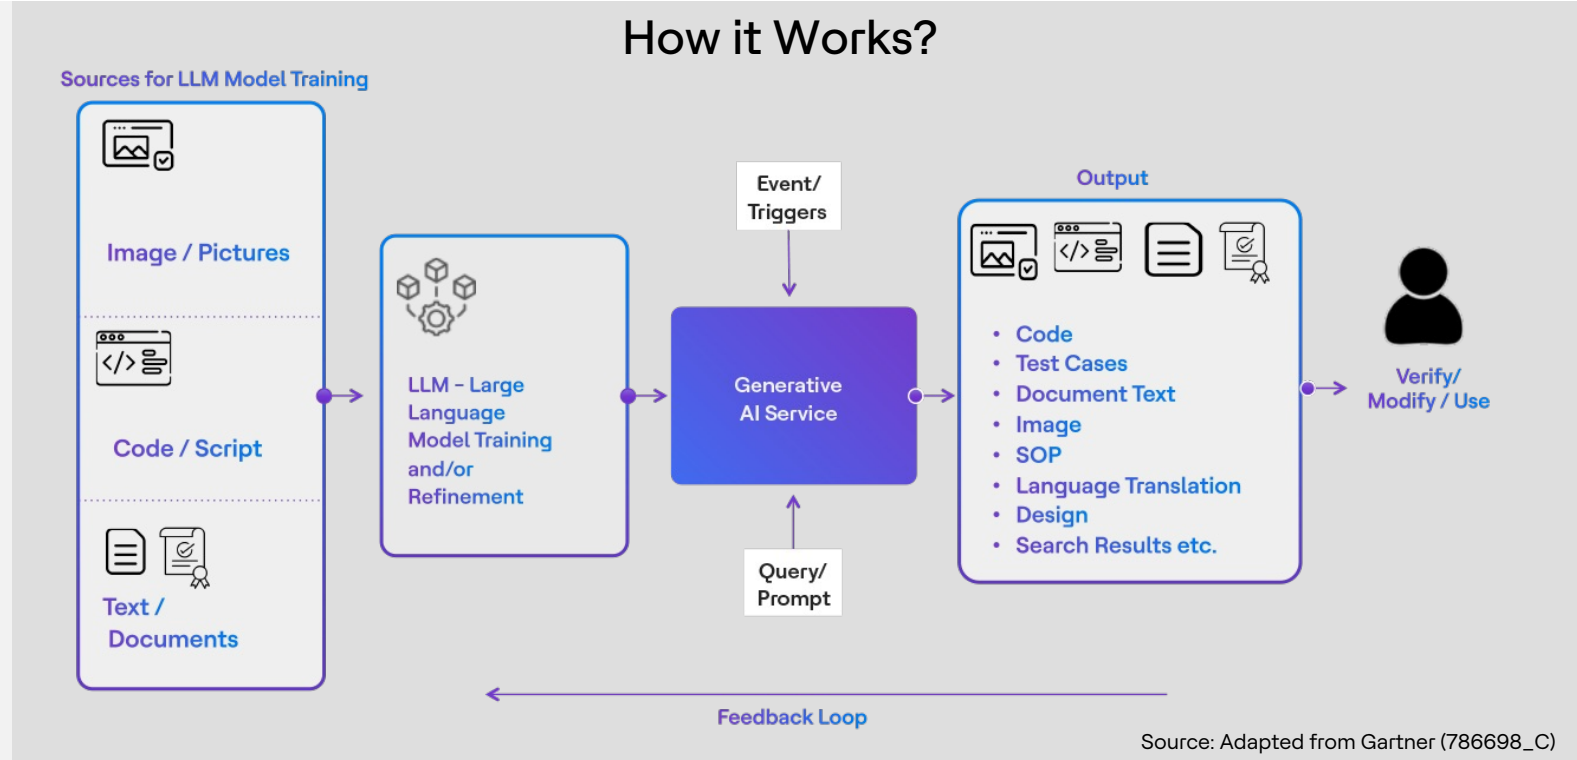 How it Works?
Sources for LLM Model Training
Image / Pictures
</>
Code / Script
Text /
Documents
LLM - Large
Language
Model Training
and/or
Refinement
Event/
Triggers
Generative
AI Service
Query/
Prompt
Output
</>
• Code
• Test Cases
• Document Text
• Image
• SOP
• Language Translation
• Design
• Search Results etc.
Verify/
Modify / Use
Feedback Loop
Source: Adapted from Gartner (786698_C)